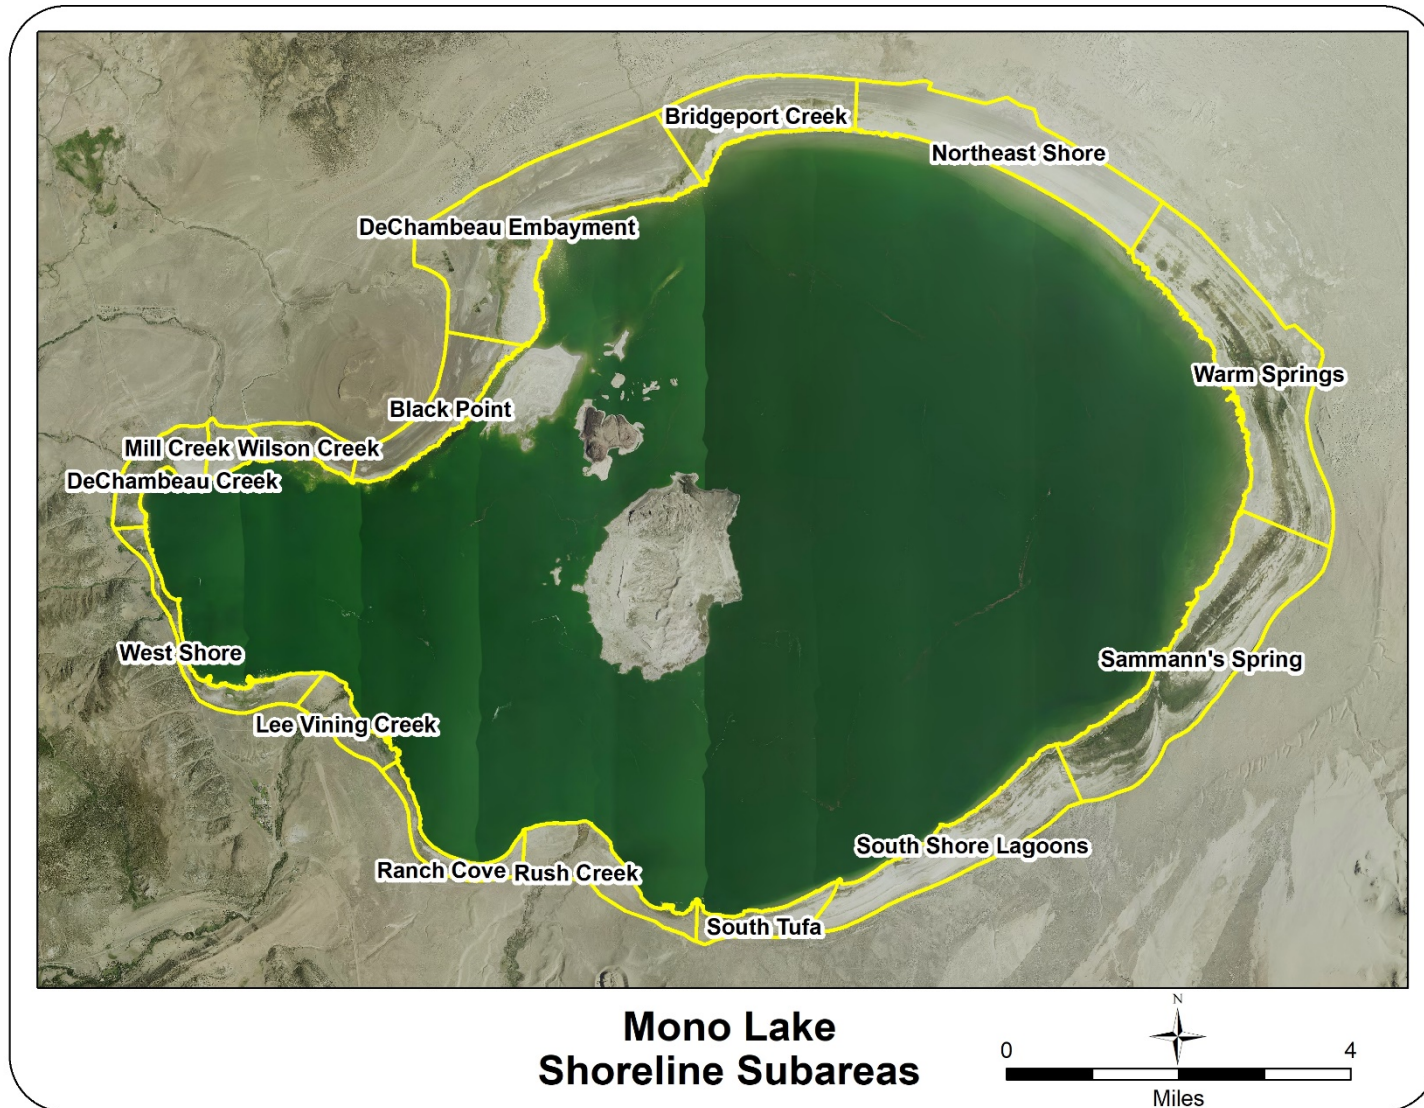 Bridgeport Creek
Northeast Shore
DeChambeau Embayment
Warm Springs
Black Point
Mill Creek Wilson Creek
DeChambeau Creek
West Shore
Sammann's Spring
Lee Vining Creek
South Shore Lagoons
Ranch Cove Rush Creek
South Tufa
Mono Lake
Shoreline Subareas
N
0 4
Miles